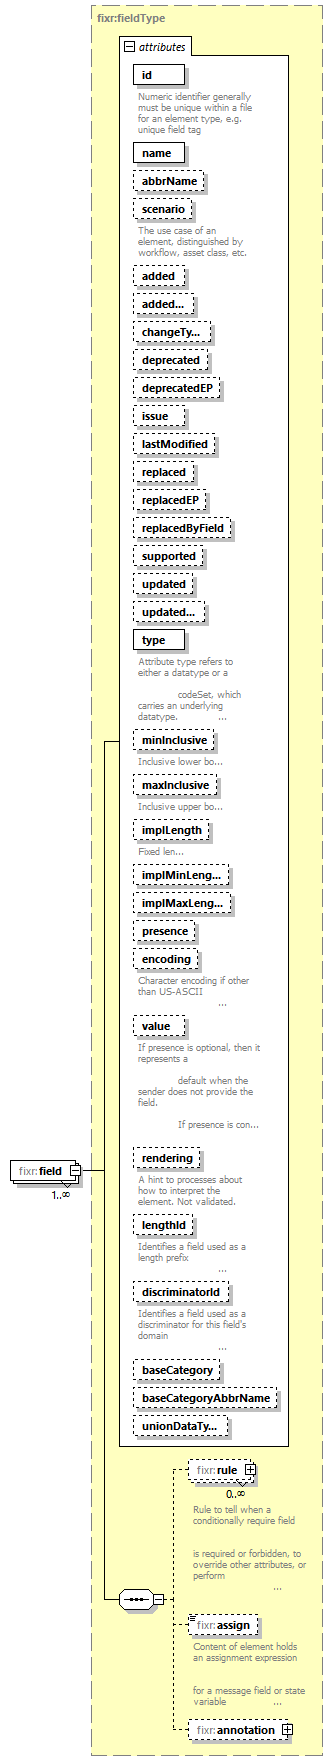 fixr:fieldType
attributes
id
Numeric identifier generally
must be unique within a file
for an element type, e.g.
unique field tag
name
abbrName
scenario
The use case of an
element, distinguished by
workflow, asset class, etc.
added
added...
changeTy...
deprecated
deprecatedEP
issue
lastModified
replaced
replacedEP
replacedByField
supported
updated
updated...
type
Attribute type refers to
either a datatype or a
codeSet, which
carries an underlying
datatype. ...
minInclusive
Inclusive lower bo...
maxInclusive
Inclusive upper bo...
implLength
Fixed len...
implMinLeng...
implMaxLeng...
presence
encoding
Character encoding if other
than US-ASCII
...
value
If presence is optional, then it
represents a
default when the
sender does not provide the
field.
If presence is con...
fixr:field
1..∞
rendering
A hint to processes about
how to interpret the
element. Not validated.
lengthId
Identifies a field used as a
length prefix
...
discriminatorId
Identifies a field used as a
discriminator for this field's
domain
...
baseCategory
baseCategoryAbbrName
unionDataTy...
fixr:rule
0..∞
Rule to tell when a
conditionally require field
is required or forbidden, to
override other attributes, or
perform
...
fixr:assign
Content of element holds
an assignment expression
for a message field or state
variable ...
fixr:annotation